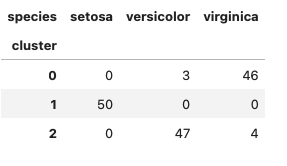 species setosa versicolor virginica
cluster
0 0 3 46
1 50 0 0
2 0 47 4